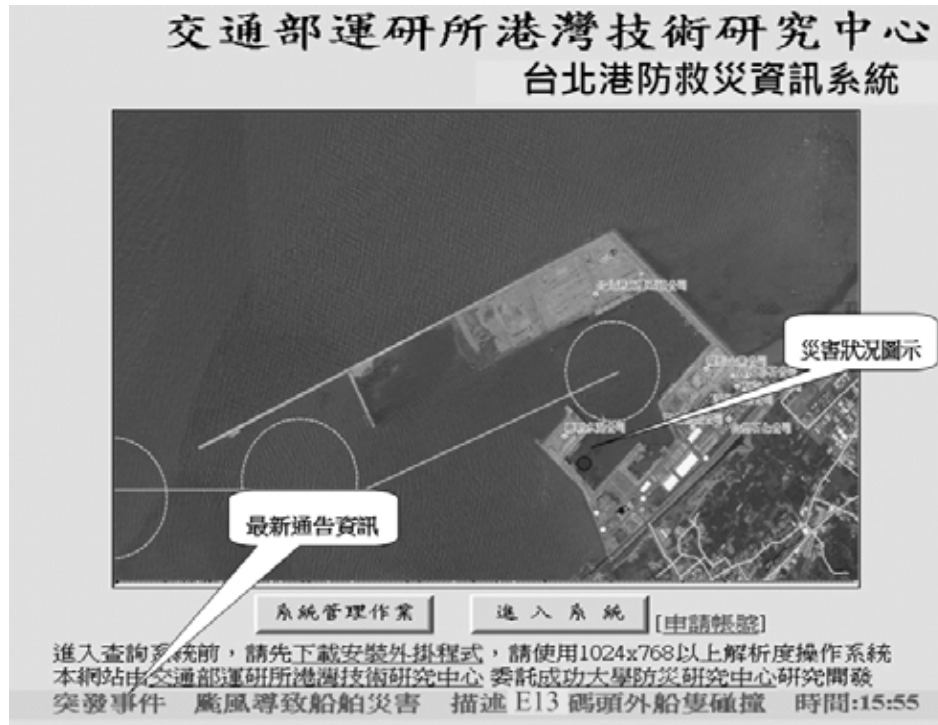 交通部運研所港灣技術研究中心
台北港防救災資訊系統
災害狀況圖示
最新通告資訊
系統管理作業
進入系統
[申請帳號]
進入查詢系統前，請先下載安裝外掛程式，請使用1024x768以上解析度操作系統
本網站由交通部運研所港灣技術研究中心 委託成功大學防災研究中心研究開發
突發事件 颱風導致船舶災害 描述 E13 碼頭外船隻碰撞 時間:15:55